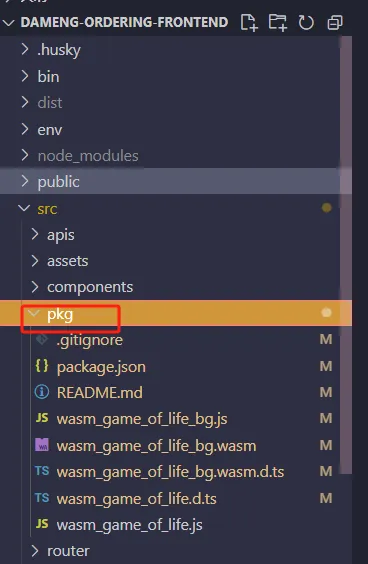 DAMENG-ORDERING-FRONTEND
.husky
bin
dist
env
node_modules
public
src
apis
assets
components
pkg
.gitignore
package.json M
README.md M
JS wasm_game_of_life_bg.js M
wasm_game_of_life_bg.wasm M
TS wasm_game_of_life_bg.wasm.d.ts M
TS wasm_game_of_life.d.ts M
JS wasm_game_of_life.js
router